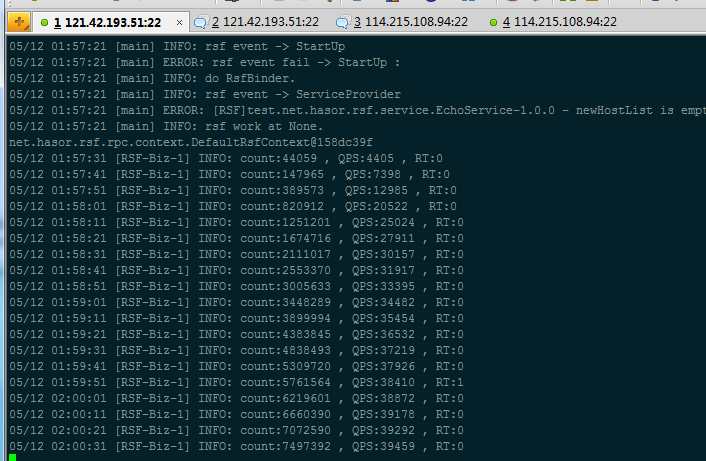 1 121.42.193.51:22 × 2 121.42.193.51:22 3 114.215.108.94:22 4 114.215.108.94:22
05/12 01:57:21 [main] INFO: rsf event -> StartUp
05/12 01:57:21 [main] ERROR: rsf event fail -> StartUp :
05/12 01:57:21 [main] INFO: do RsfBinder.
05/12 01:57:21 [main] INFO: rsf event -> ServiceProvider
05/12 01:57:21 [main] ERROR: [RSF]test.net.hasor.rsf.service.EchoService-1.0.0 - newHostList is empt
05/12 01:57:21 [main] INFO: rsf work at None.
net.hasor.rsf.rpc.context.DefaultRsfContext@158dc39f
05/12 01:57:31 [RSF-Biz-1] INFO: count:44059 , QPS:4405 , RT:0
05/12 01:57:41 [RSF-Biz-1] INFO: count:147965 , QPS:7398 , RT:0
05/12 01:57:51 [RSF-Biz-1] INFO: count:389573 , QPS:12985 , RT:0
05/12 01:58:01 [RSF-Biz-1] INFO: count:820912 , QPS:20522 , RT:0
05/12 01:58:11 [RSF-Biz-1] INFO: count:1251201 , QPS:25024 , RT:0
05/12 01:58:21 [RSF-Biz-1] INFO: count:1674716 , QPS:27911 , RT:0
05/12 01:58:31 [RSF-Biz-1] INFO: count:2111017 , QPS:30157 , RT:0
05/12 01:58:41 [RSF-Biz-1] INFO: count:2553370 , QPS:31917 , RT:0
05/12 01:58:51 [RSF-Biz-1] INFO: count:3005633 , QPS:33395 , RT:0
05/12 01:59:01 [RSF-Biz-1] INFO: count:3448289 , QPS:34482 , RT:0
05/12 01:59:11 [RSF-Biz-1] INFO: count:3899994 , QPS:35454 , RT:0
05/12 01:59:21 [RSF-Biz-1] INFO: count:4383845 , QPS:36532 , RT:0
05/12 01:59:31 [RSF-Biz-1] INFO: count:4838493 , QPS:37219 , RT:0
05/12 01:59:41 [RSF-Biz-1] INFO: count:5309720 , QPS:37926 , RT:0
05/12 01:59:51 [RSF-Biz-1] INFO: count:5761564 , QPS:38410 , RT:1
05/12 02:00:01 [RSF-Biz-1] INFO: count:6219601 , QPS:38872 , RT:0
05/12 02:00:11 [RSF-Biz-1] INFO: count:6660390 , QPS:39178 , RT:0
05/12 02:00:21 [RSF-Biz-1] INFO: count:7072590 , QPS:39292 , RT:0
05/12 02:00:31 [RSF-Biz-1] INFO: count:7497392 , QPS:39459 , RT:0